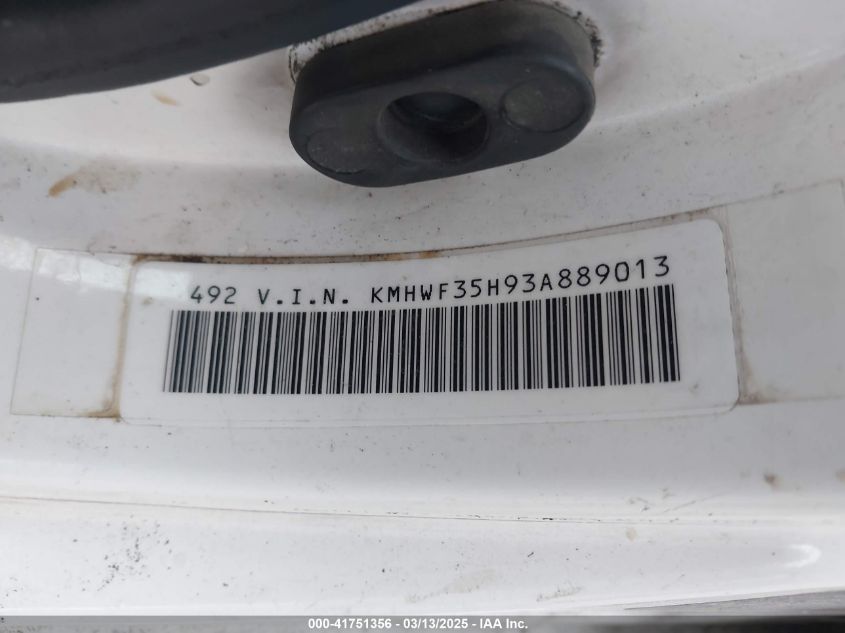 492 V.I.N. KMHWF35H93A889013
000-41751356 - 03/13/2025 - IAA Inc.